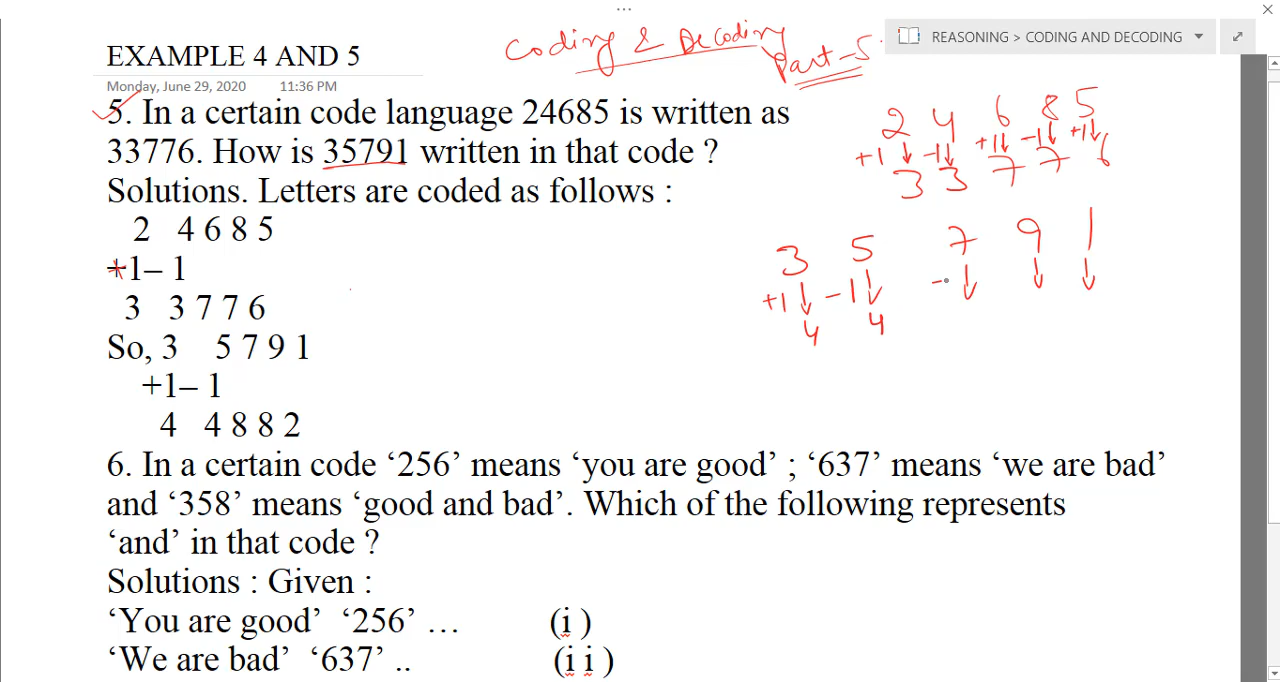 ...
Coding & Decoding
Part-5
REASONING > CODING AND DECODING
EXAMPLE 4 AND 5
Monday, June 29, 2020 11:36 PM
5. In a certain code language 24685 is written as
33776. How is 35791 written in that code ?
Solutions. Letters are coded as follows :
2 4 6 8 5
+1– 1
3 3 7 7 6
So, 3 5 7 9 1
+1– 1
4 4 8 8 2
2 4 6 8 5
+1 -1 +1 -1 +1
3 3 7 7 6
3 5 7 9 1
+1 -1 -
4 4
6. In a certain code ‘256’ means ‘you are good’ ; ‘637’ means ‘we are bad’
and ‘358’ means ‘good and bad’. Which of the following represents
‘and’ in that code ?
Solutions : Given :
‘You are good’ ‘256’ … (i )
‘We are bad’ ‘637’ .. (i i )